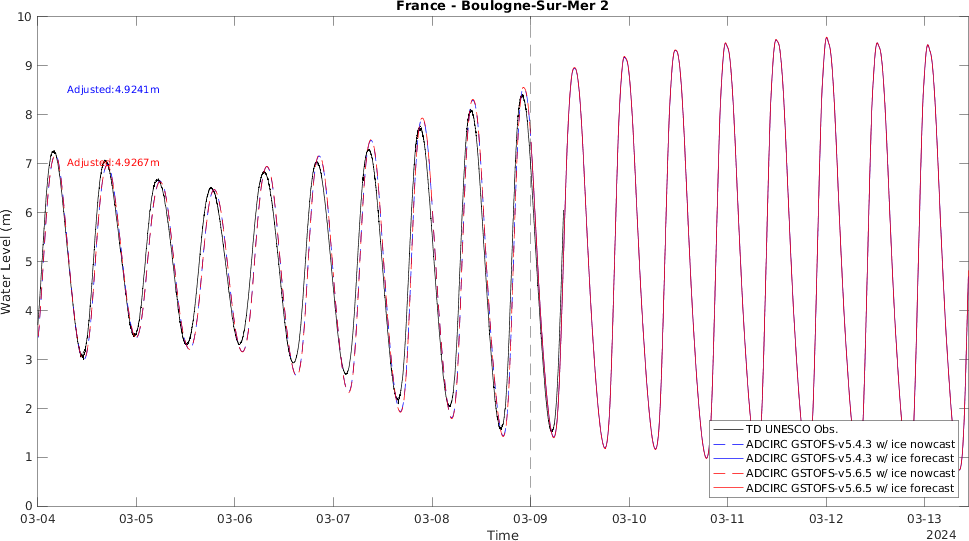 France - Boulogne-Sur-Mer 2
10
9
8
7
6
5
4
3
2
1
0
Water Level (m)
Adjusted:4.9241m
Adjusted:4.9267m
TD UNESCO Obs.
ADCIRC GSTOFS-v5.4.3 w/ ice nowcast
ADCIRC GSTOFS-v5.4.3 w/ ice forecast
ADCIRC GSTOFS-v5.6.5 w/ ice nowcast
ADCIRC GSTOFS-v5.6.5 w/ ice forecast
03-04 03-05 03-06 03-07 03-08 03-09 03-10 03-11 03-12 03-13
Time
2024